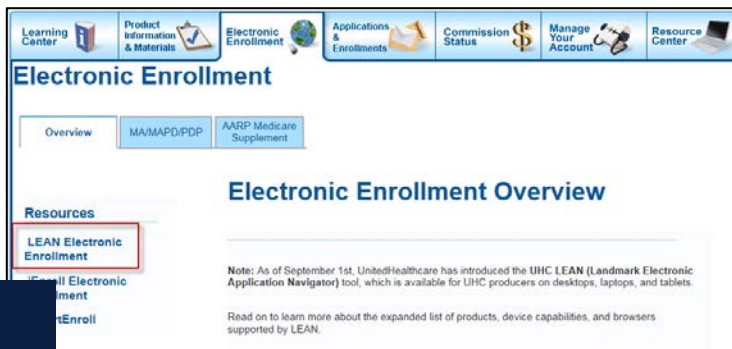 Learning
Center
Product
Information
& Materials
Electronic
Enrollment
Applications
&
Enrollments
Commission
Status
Manage
Your
Account
Resource
Center
Electronic Enrollment
Overview
MA/MAPD/PDP
AARP Medicare
Supplement
Resources
LEAN Electronic
Enrollment
Electronic Enrollment Overview
Note: As of September 1st, UnitedHealthcare has introduced the UHC LEAN (Landmark Electronic
Application Navigator) tool, which is available for UHC producers on desktops, laptops, and tablets.
Read on to learn more about the expanded list of products, device capabilities, and browsers
supported by LEAN.
Electronic